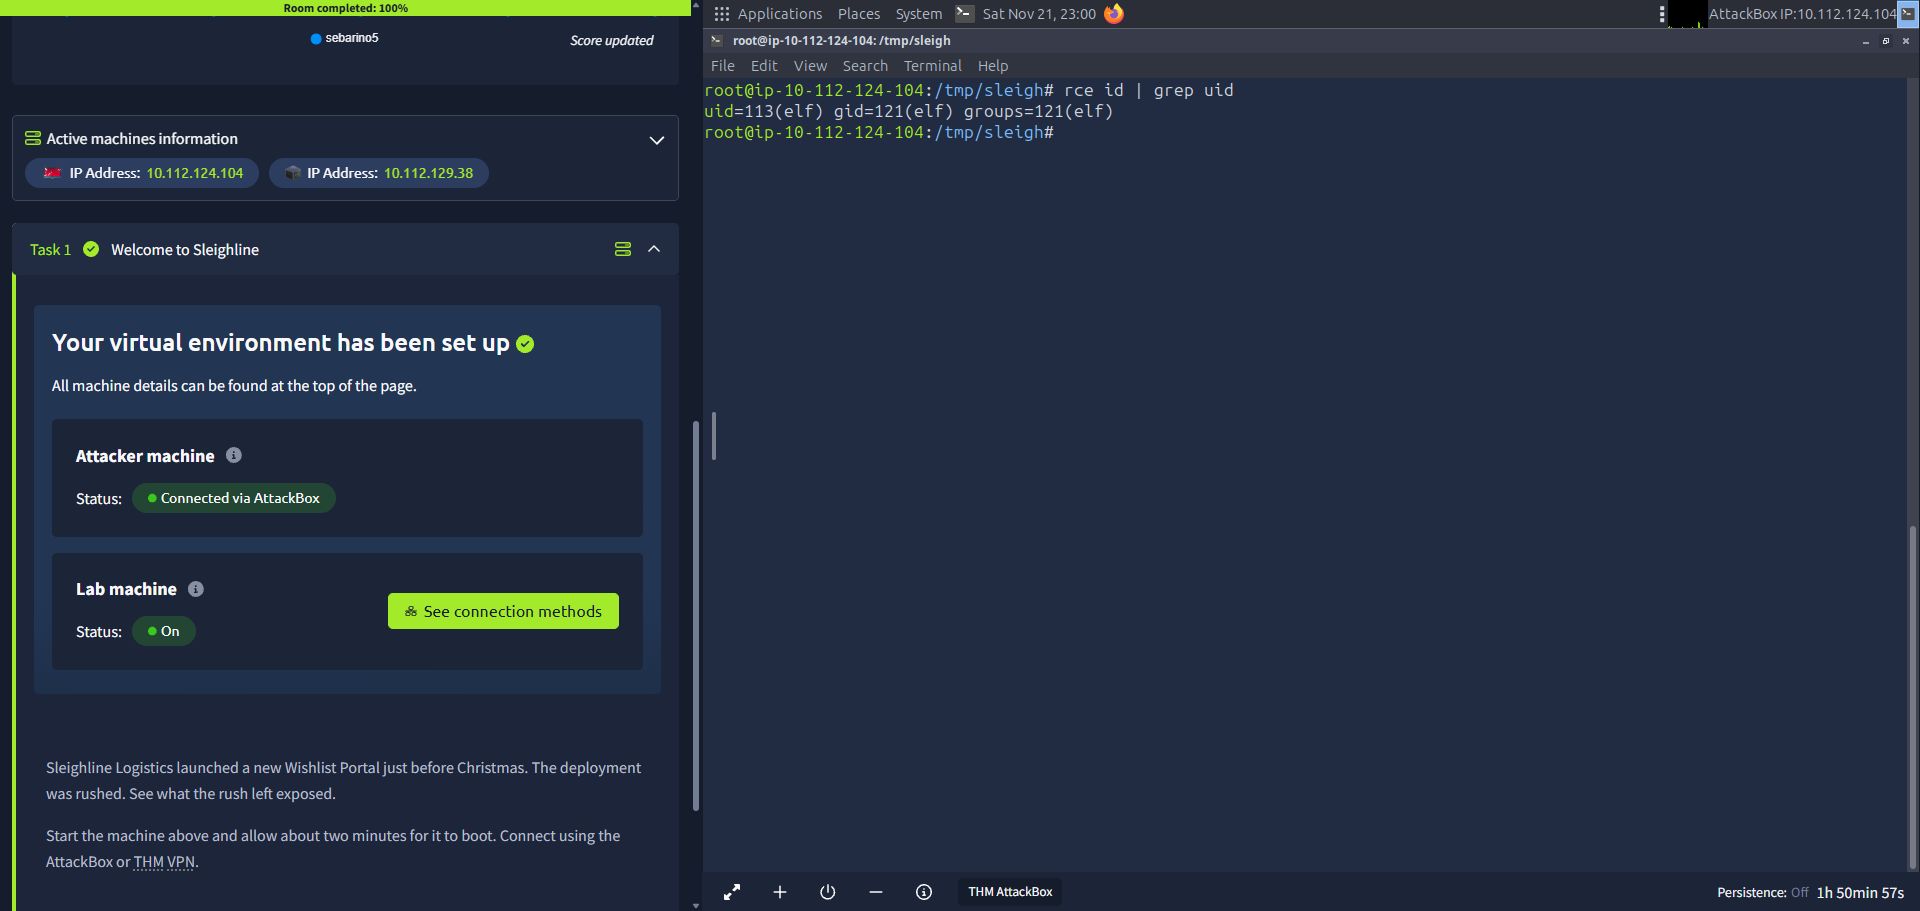 Room completed: 100%
sebarino5
Score updated
Active machines information
IP Address: 10.112.124.104
IP Address: 10.112.129.38
Task 1
Welcome to Sleighline
Your virtual environment has been set up
All machine details can be found at the top of the page.
Attacker machine
Status: Connected via AttackBox
Lab machine
Status: On
See connection methods
Sleighline Logistics launched a new Wishlist Portal just before Christmas. The deployment
was rushed. See what the rush left exposed.
Start the machine above and allow about two minutes for it to boot. Connect using the
AttackBox or THM VPN.
Applications Places System Sat Nov 21, 23:00 AttackBox IP:10.112.124.104
root@ip-10-112-124-104: /tmp/sleigh
File Edit View Search Terminal Help
root@ip-10-112-124-104:/tmp/sleigh# rce id | grep uid
uid=113(elf) gid=121(elf) groups=121(elf)
root@ip-10-112-124-104:/tmp/sleigh#
THM AttackBox
Persistence: Off 1h 50min 57s